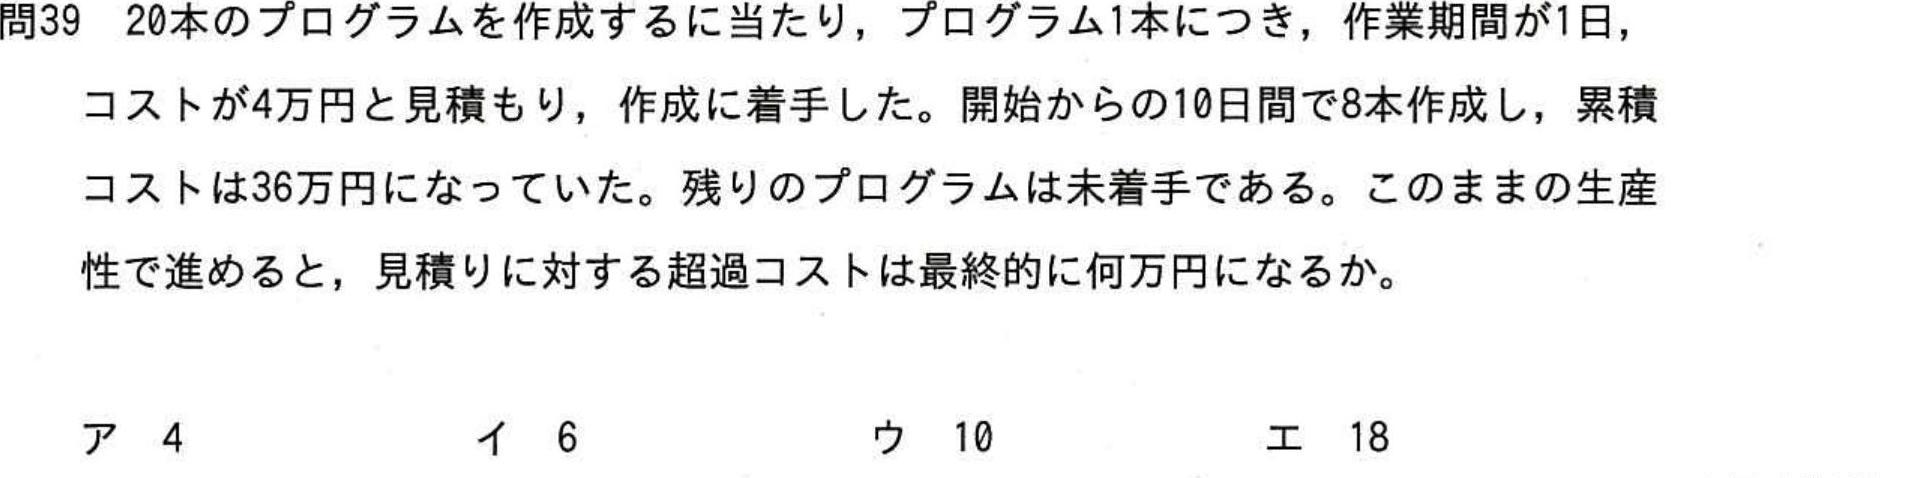 問39 20本のプログラムを作成するに当たり，プログラム1本につき，作業期間が1日，
コストが4万円と見積もり，作成に着手した。開始からの10日間で8本作成し，累積
コストは36万円になっていた。残りのプログラムは未着手である。このままの生産
性で進めると，見積りに対する超過コストは最終的に何万円になるか。
ア 4 イ 6 ウ 10 エ 18